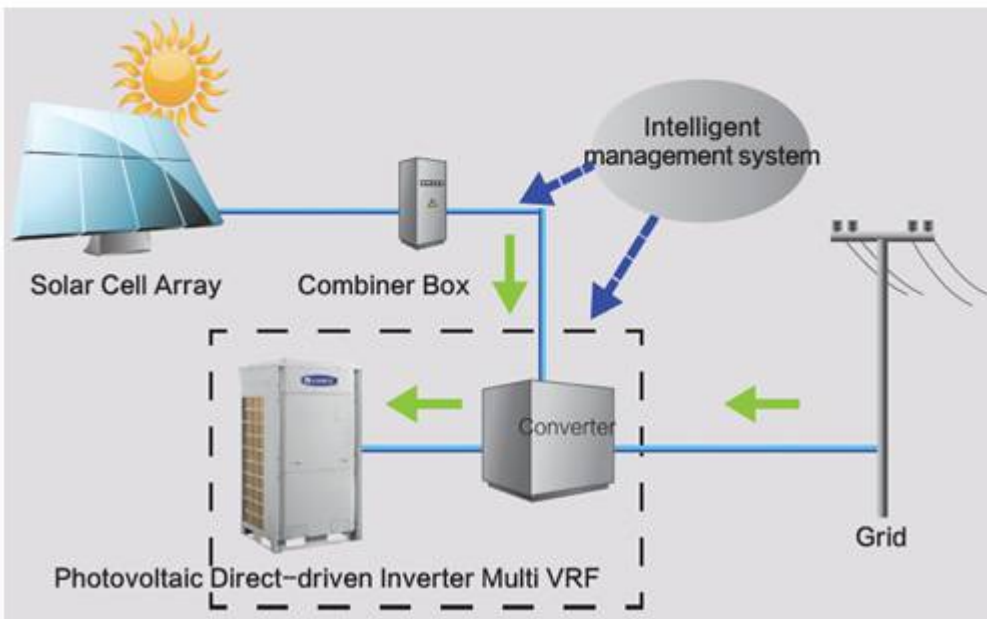 Intelligent
management system
Solar Cell Array
Combiner Box
Converter
Grid
Photovoltaic Direct-driven Inverter Multi VRF